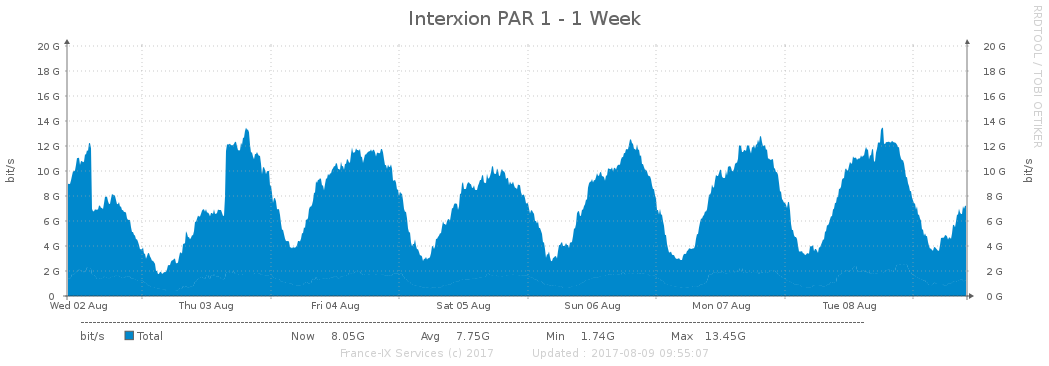 Interxion PAR 1 - 1 Week
RRDTOOL / TOBI OETIKER
bit/s
bit/s
20 G 20 G
18 G 18 G
16 G 16 G
14 G 14 G
12 G 12 G
10 G 10 G
8 G 8 G
6 G 6 G
4 G 4 G
2 G 2 G
0 0 G
Wed 02 Aug Thu 03 Aug Fri 04 Aug Sat 05 Aug Sun 06 Aug Mon 07 Aug Tue 08 Aug
bit/s Total Now 8.05G Avg 7.75G Min 1.74G Max 13.45G
France-IX Services (c) 2017 Updated : 2017-08-09 09:55:07